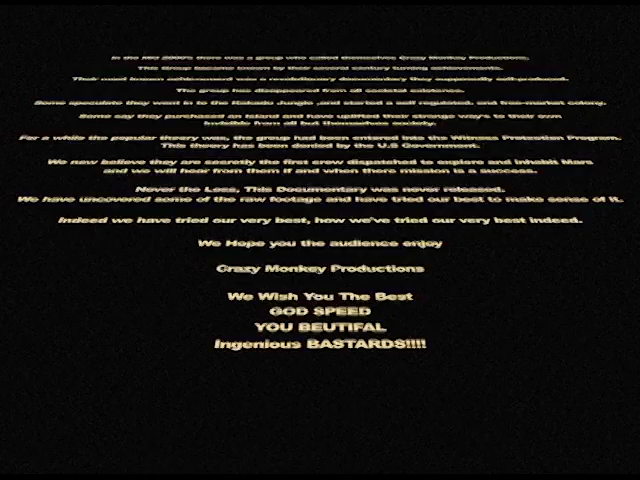 In the Mid 2000's there was a group who called themselves Crazy Monkey Productions.
This Group became known by their several century turning achievements.
Their most known achievement was a revolutionary documentary they supposedly self-produced.
The group has disappeared from all societal existence.
Some speculate they went in to the Jungle ,and started a self regulated, and free-market colony.
Some say they purchased an Island and have uplifted their strange way's to their own
invisible from all but themselves society.
For a while the popular theory was, the group had been entered into the Witness Protection Program.
This theory has been denied by the U.S Government.
We now believe they are secretly the first crew dispatched to explore and inhabit Mars
and we will hear from them if and when there mission is a success.
Never the Less, This Documentary was never released.
We have uncovered some of the raw footage and have tried our best to make sense of it.
Indeed we have tried our very best, how we've tried our very best indeed.
We Hope you the audience enjoy
Crazy Monkey Productions
We Wish You The Best
GOD SPEED
YOU BEUTIFAL
Ingenious BASTARDS!!!!